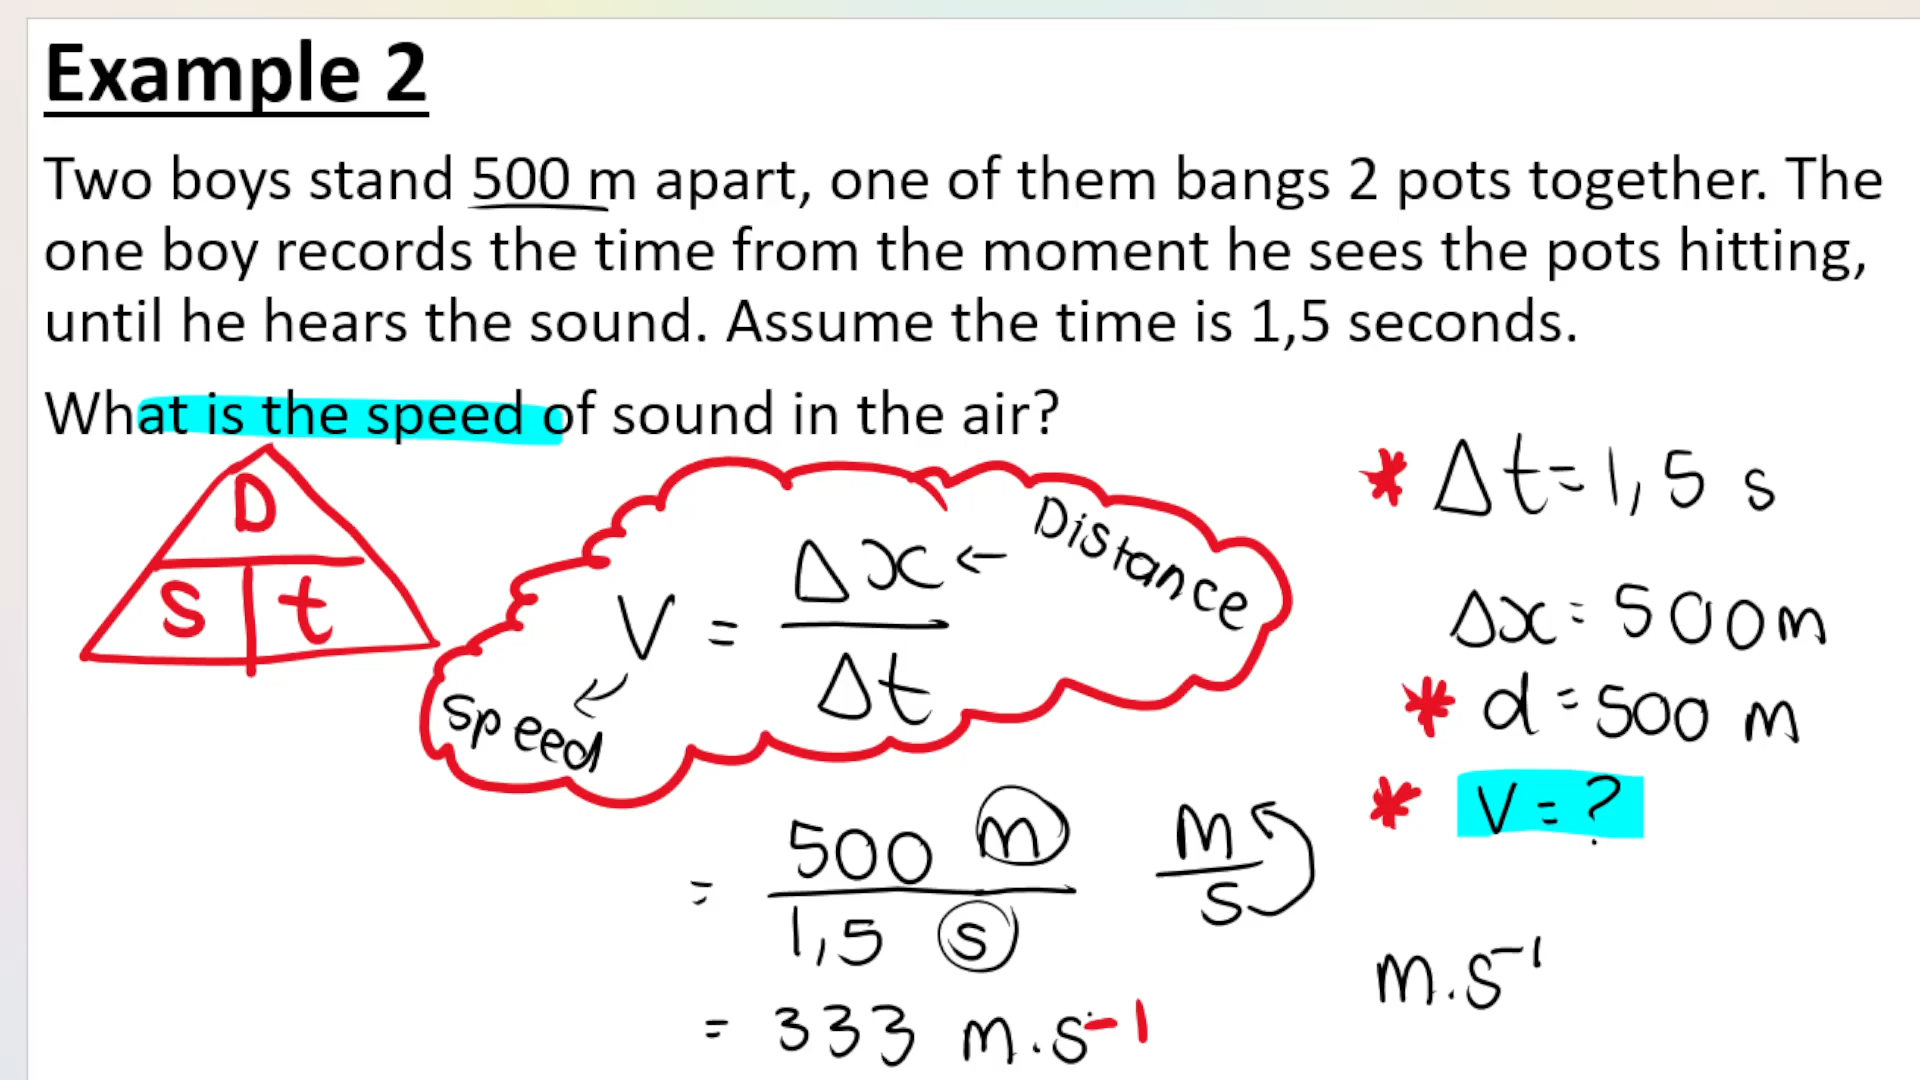 Example 2
Two boys stand 500 m apart, one of them bangs 2 pots together. The
one boy records the time from the moment he sees the pots hitting,
until he hears the sound. Assume the time is 1,5 seconds.
What is the speed of sound in the air?
D
S t
V = Δx ← Distance
Δt
speed
* Δt = 1,5 s
Δx = 500m
* d = 500 m
* V = ?
= 500 m
1,5 s
m
s
m.s⁻¹
= 333 m.s⁻¹